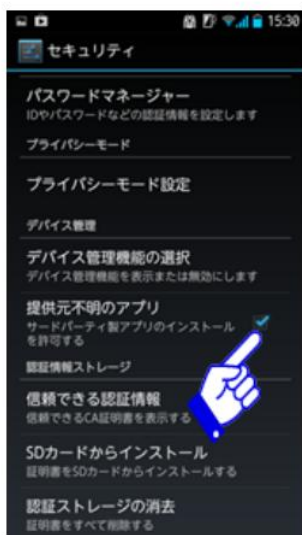 15:30
セキュリティ
パスワードマネージャー
IDやパスワードなどの認証情報を設定します
プライバシーモード
プライバシーモード設定
デバイス管理
デバイス管理機能の選択
デバイス管理機能を表示または無効にします
提供元不明のアプリ
サードパーティ製アプリのインストール
を許可する
認証情報ストレージ
信頼できる認証情報
信頼できるCA証明書を表示する
SDカードからインストール
証明書をSDカードからインストールする
認証ストレージの消去
証明書をすべて削除する